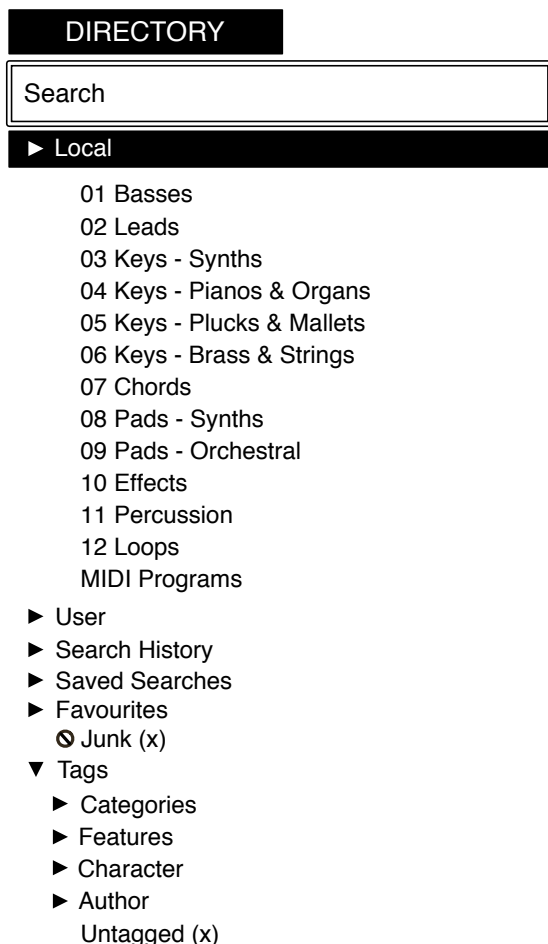 DIRECTORY
Search
► Local
01 Basses
02 Leads
03 Keys - Synths
04 Keys - Pianos & Organs
05 Keys - Plucks & Mallets
06 Keys - Brass & Strings
07 Chords
08 Pads - Synths
09 Pads - Orchestral
10 Effects
11 Percussion
12 Loops
MIDI Programs
► User
► Search History
► Saved Searches
► Favourites
Junk (x)
▼ Tags
► Categories
► Features
► Character
► Author
Untagged (x)